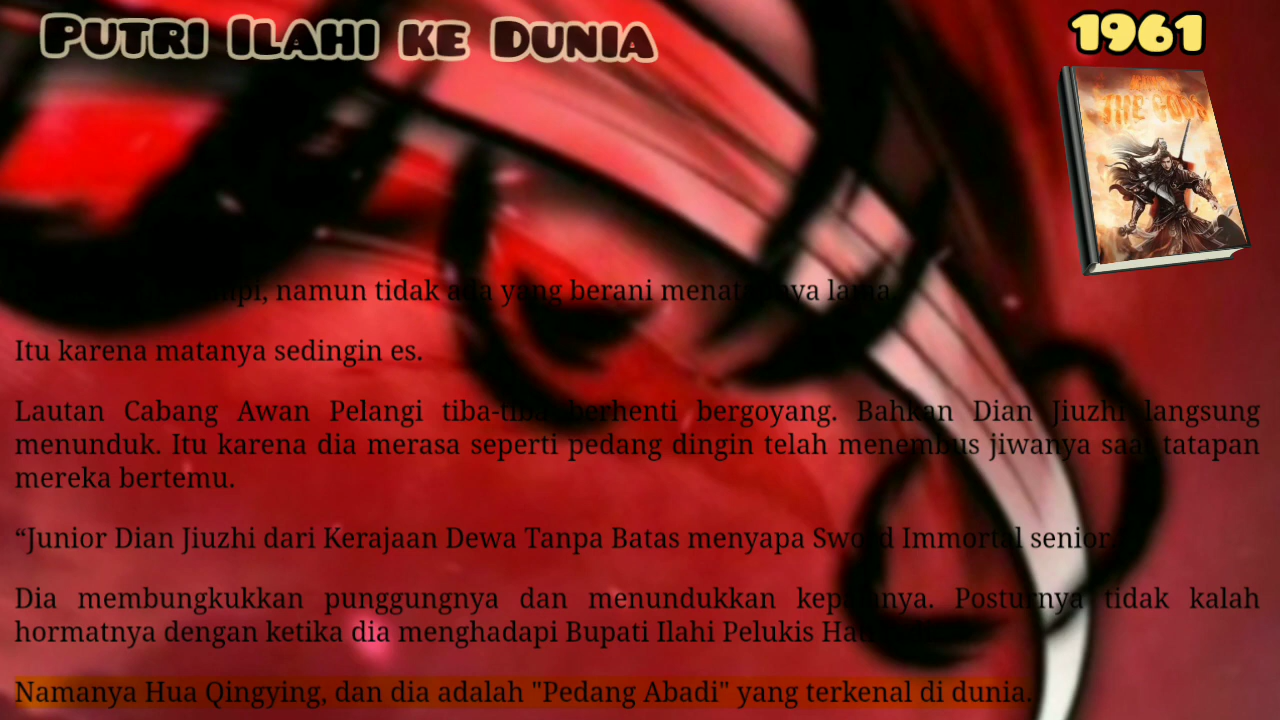 Putri Ilahi ke Dunia
1961
AGAINST
THE GODS
namun tidak ada yang berani menatapnya lama.
Itu karena matanya sedingin es.
Lautan Cabang Awan Pelangi tiba-tiba berhenti bergoyang. Bahkan Dian Jiuzhi langsung
menunduk. Itu karena dia merasa seperti pedang dingin telah menembus jiwanya saat tatapan
mereka bertemu.
“Junior Dian Jiuzhi dari Kerajaan Dewa Tanpa Batas menyapa Sword Immortal senior
Dia membungkukkan punggungnya dan menundukkan kepalanya. Posturnya tidak kalah
hormatnya dengan ketika dia menghadapi Bupati Ilahi Pelukis
Namanya Hua Qingying, dan dia adalah "Pedang Abadi" yang terkenal di dunia.